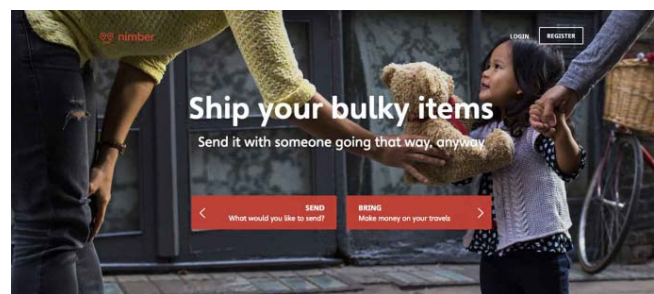 nimber
LOGIN
REGISTER
Ship your bulky items
Send it with someone going that way, anyway
SEND
What would you like to send?
BRING
Make money on your travels